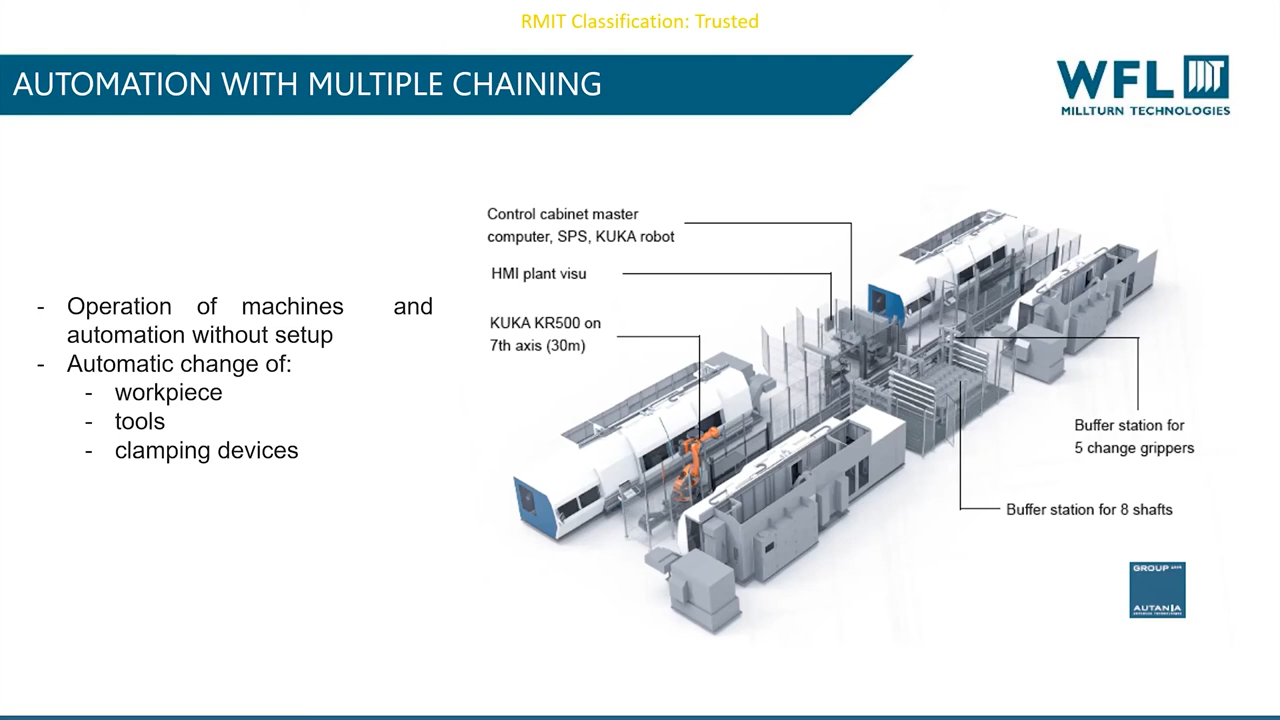 RMIT Classification: Trusted
AUTOMATION WITH MULTIPLE CHAINING
WFL
MILLTURN TECHNOLOGIES
- Operation of machines and
automation without setup
- Automatic change of:
- workpiece
- tools
- clamping devices
Control cabinet master
computer, SPS, KUKA robot
HMI plant visu
KUKA KR500 on
7th axis (30m)
Buffer station for
5 change grippers
Buffer station for 8 shafts
GROUP
AUTANIA